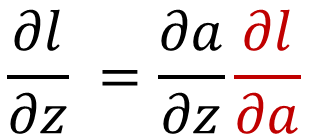 ∂l/∂z = ∂a/∂z ∂l/∂a